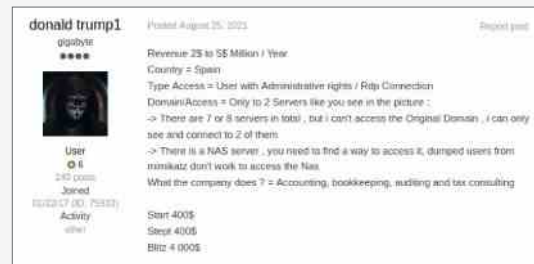 donald trump1
gigabyte
User
6
243 posts
Joined
Activity
other
Posted August 25, 2021
Report post
Revenue 2$ to 5$ Million / Year
Country = Spain
Type Access = User with Administrative rights / Rdp Connection
Domain/Access = Only to 2 Servers like you see in the picture :
-> There are 7 or 8 servers in total , but i can't access the Original Domain , i can only
see and connect to 2 of them
-> There is a NAS server , you need to find a way to access it, dumped users from
mimikatz don't work to access the Nas
What the company does ? = Accounting, bookkeeping, auditing and tax consulting
Start 400$
Stept 400$
Blitz 4 000$